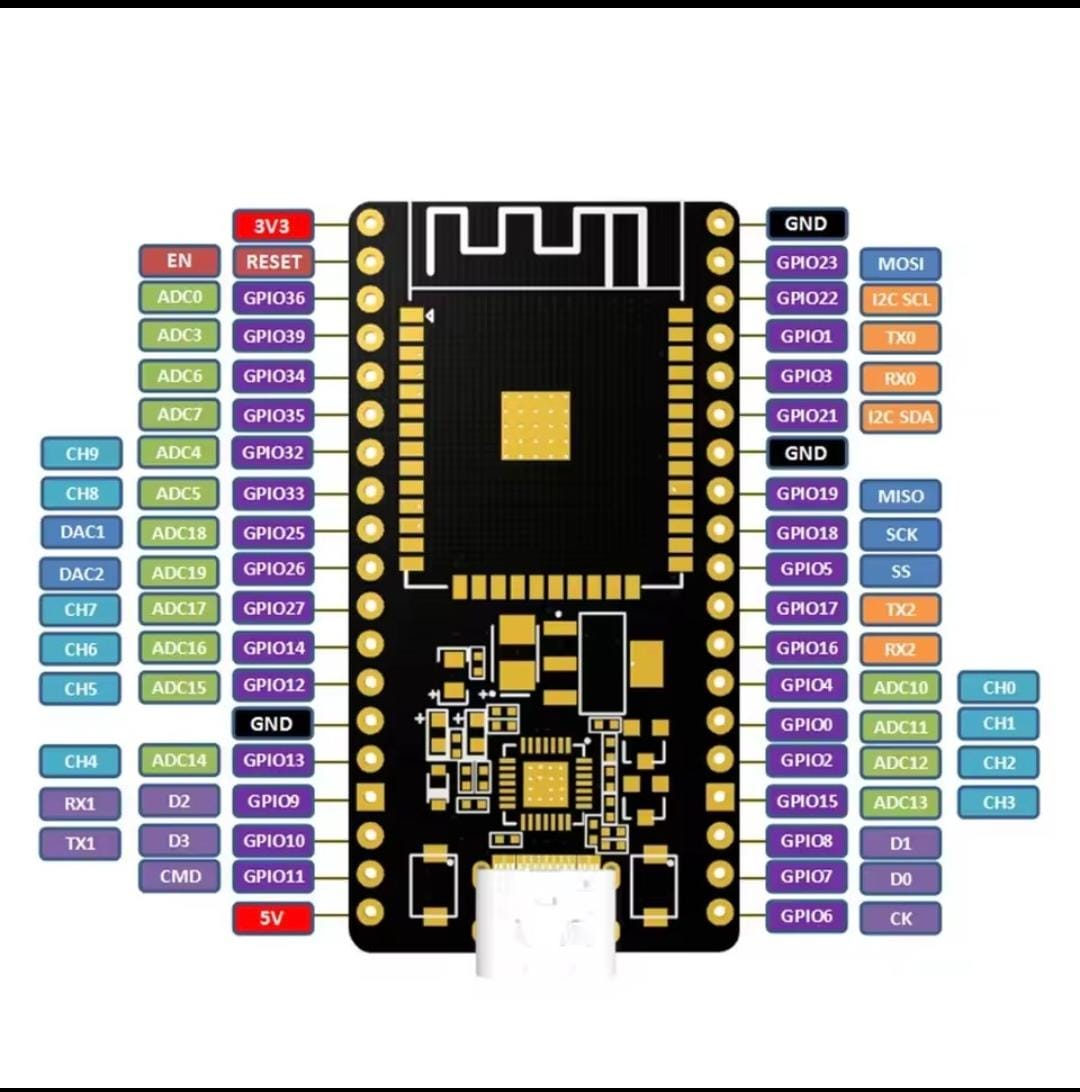 3V3 GND
EN RESET GPIO23 MOSI
ADC0 GPIO36 GPIO22 I2C SCL
ADC3 GPIO39 GPIO1 TX0
ADC6 GPIO34 GPIO3 RX0
ADC7 GPIO35 GPIO21 I2C SDA
CH9 ADC4 GPIO32 GND
CH8 ADC5 GPIO33 GPIO19 MISO
DAC1 ADC18 GPIO25 GPIO18 SCK
DAC2 ADC19 GPIO26 GPIO5 SS
CH7 ADC17 GPIO27 GPIO17 TX2
CH6 ADC16 GPIO14 GPIO16 RX2
CH5 ADC15 GPIO12 GPIO4 ADC10 CH0
GND GPIO0 ADC11 CH1
CH4 ADC14 GPIO13 GPIO2 ADC12 CH2
RX1 D2 GPIO9 GPIO15 ADC13 CH3
TX1 D3 GPIO10 GPIO8 D1
CMD GPIO11 GPIO7 D0
5V GPIO6 CK